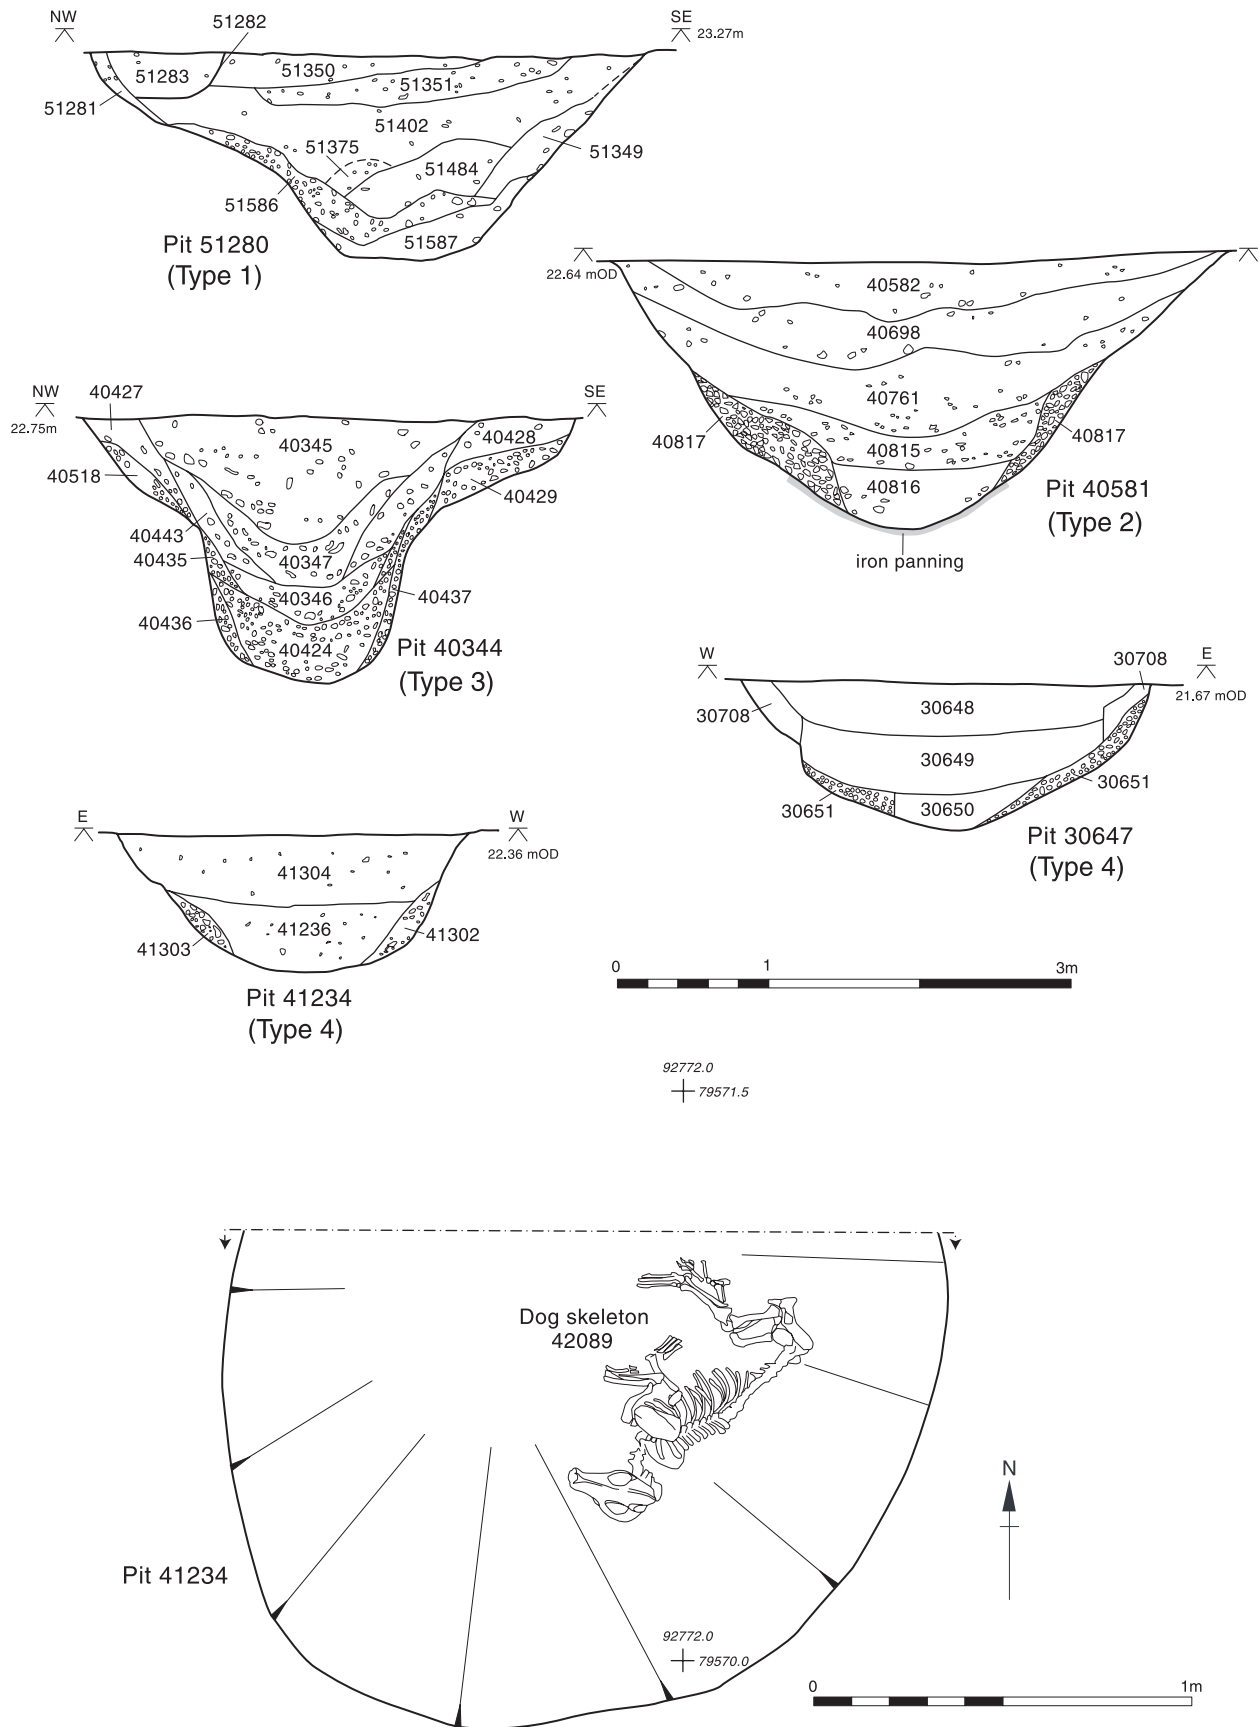 NW
51282
SE
23.27m
51283
51350
51351
51281
51402
51375
51349
51484
51586
51587
Pit 51280
(Type 1)
22.64 mOD
40582
40698
40761
40817
40817
40815
40816
Pit 40581
(Type 2)
iron panning
NW
40427
SE
22.75m
40345
40428
40518
40429
40443
40435
40347
40346
40437
40436
40424
Pit 40344
(Type 3)
W
E
30708
21.67 mOD
30648
30708
30649
30651
30651
30650
Pit 30647
(Type 4)
E
W
22.36 mOD
41304
41236
41302
41303
Pit 41234
(Type 4)
0 1 3m
92772.0
79571.5
Dog skeleton
42089
N
Pit 41234
92772.0
79570.0
0 1m